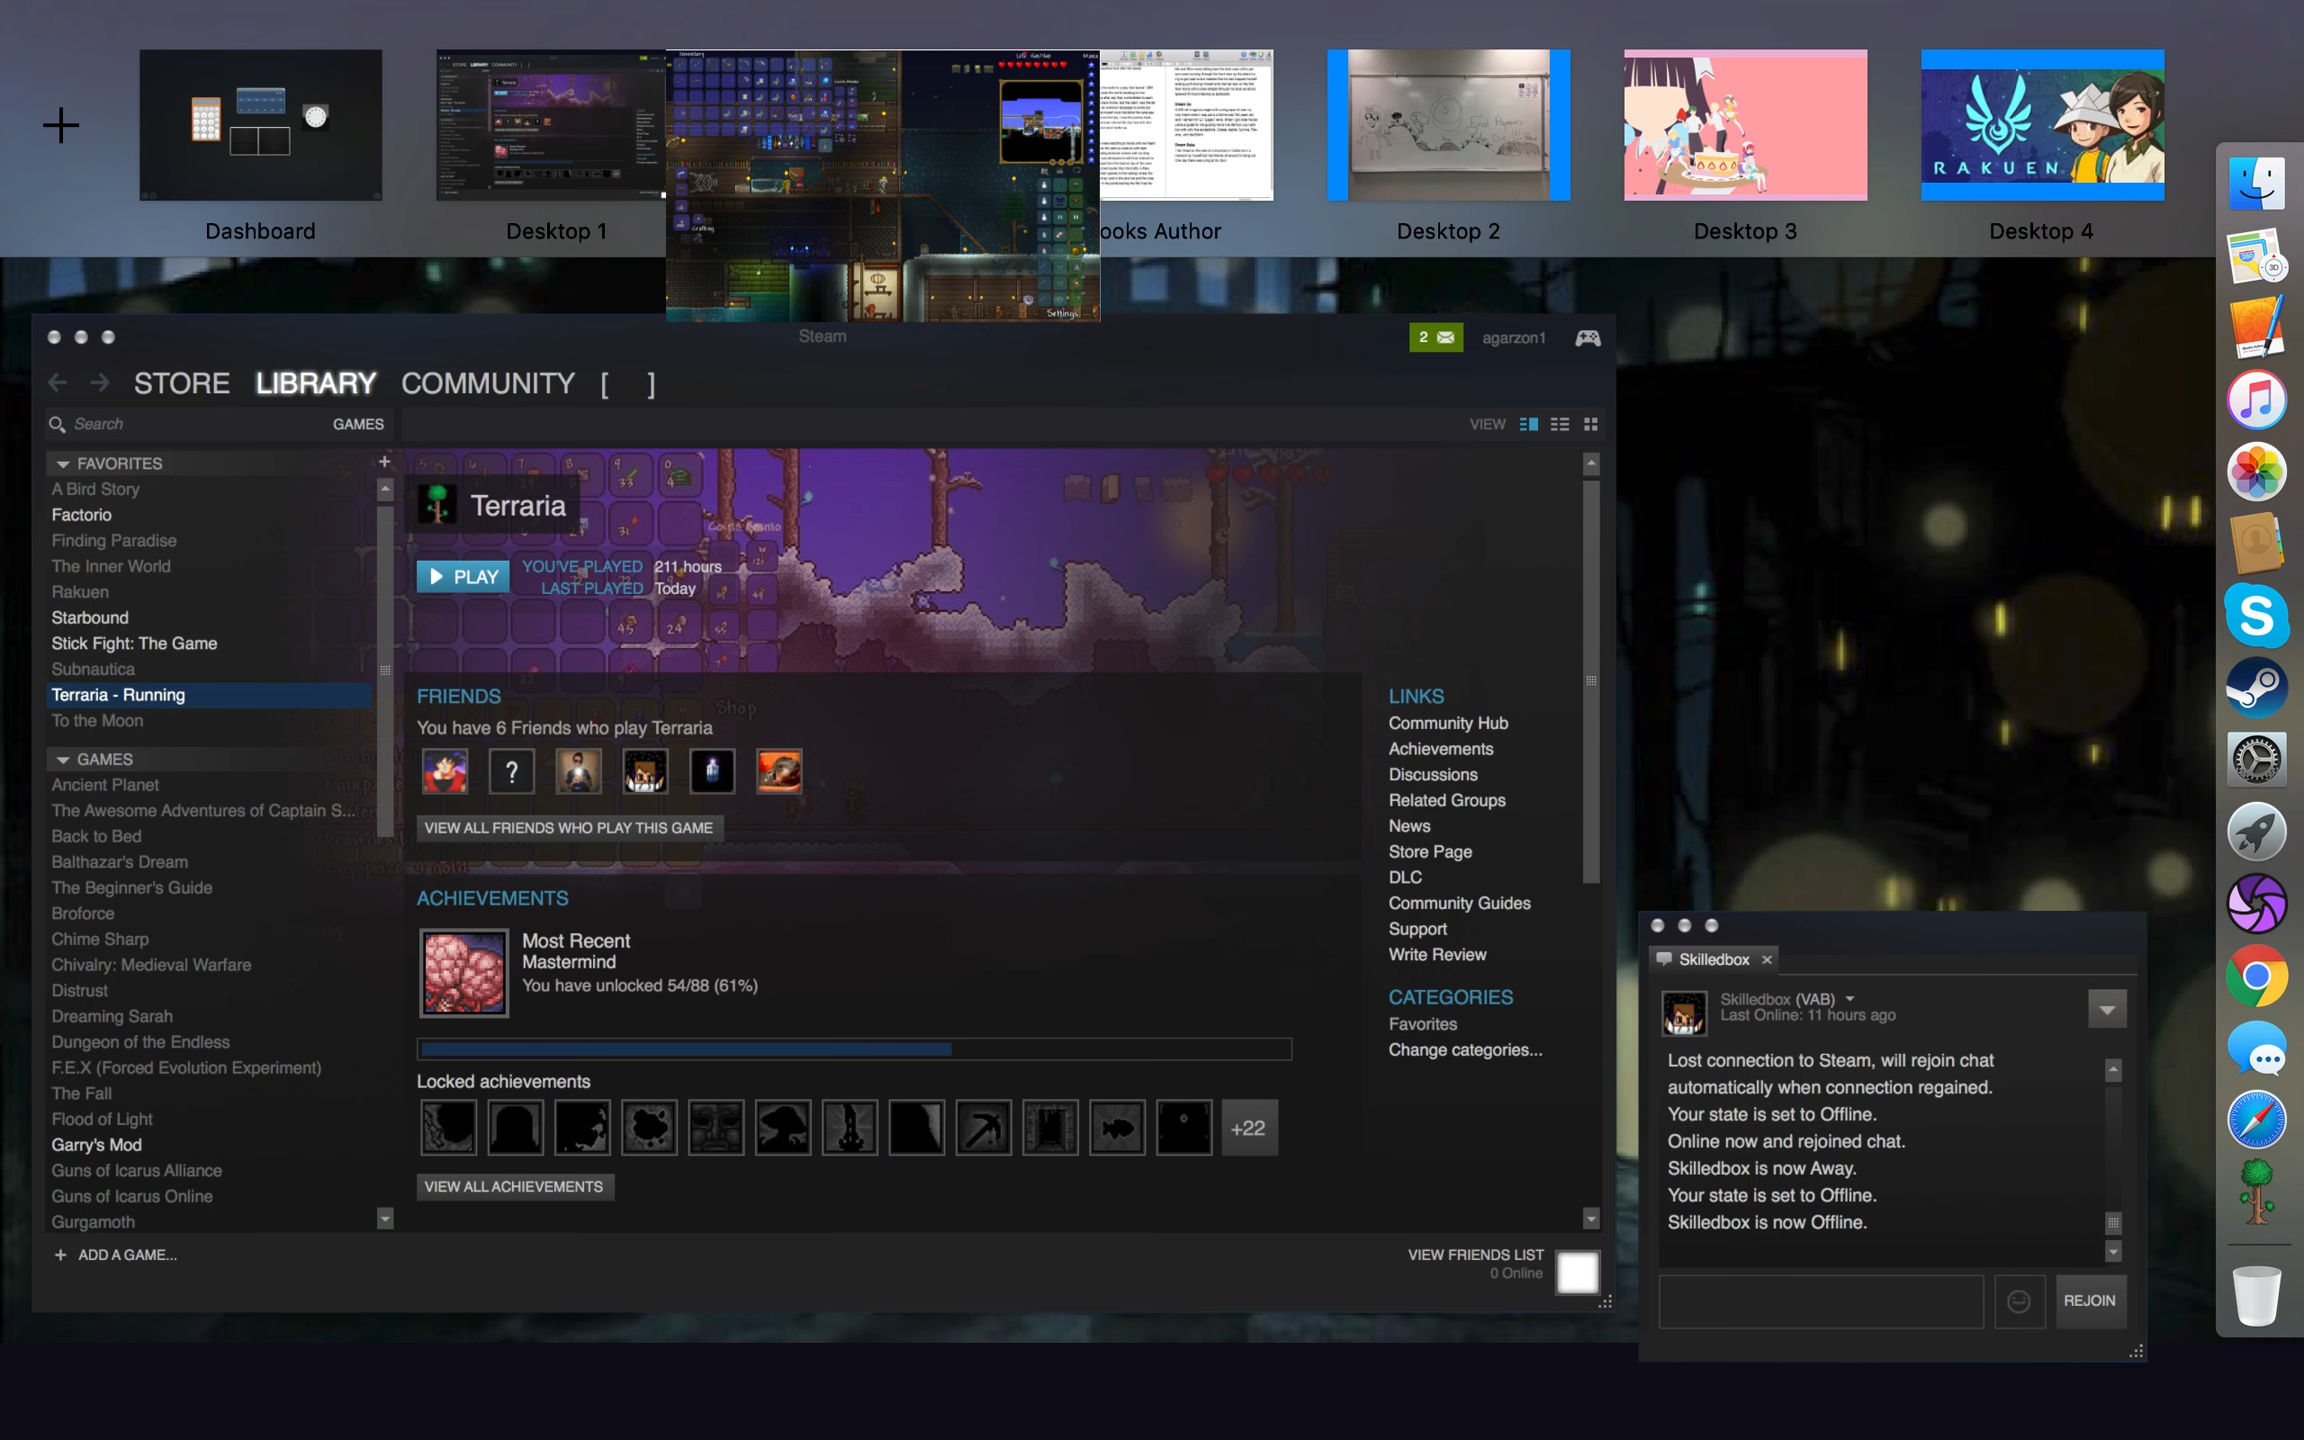 Dashboard
Desktop 1
ooks Author
Desktop 2
Desktop 3
Desktop 4
RAKUEN
Crafting
Settings
Steam
2
agarzon1
STORE LIBRARY COMMUNITY [ ]
Search
GAMES
VIEW
FAVORITES
A Bird Story
Factorio
Finding Paradise
The Inner World
Rakuen
Starbound
Stick Fight: The Game
Subnautica
Terraria - Running
To the Moon
GAMES
Ancient Planet
The Awesome Adventures of Captain S...
Back to Bed
Balthazar's Dream
The Beginner's Guide
Broforce
Chime Sharp
Chivalry: Medieval Warfare
Distrust
Dreaming Sarah
Dungeon of the Endless
F.E.X (Forced Evolution Experiment)
The Fall
Flood of Light
Garry's Mod
Guns of Icarus Alliance
Guns of Icarus Online
Gurgamoth
+ ADD A GAME...
Terraria
PLAY
YOU'VE PLAYED 211 hours
LAST PLAYED Today
Shop
FRIENDS
You have 6 Friends who play Terraria
?
VIEW ALL FRIENDS WHO PLAY THIS GAME
ACHIEVEMENTS
Most Recent
Mastermind
You have unlocked 54/88 (61%)
Locked achievements
+22
VIEW ALL ACHIEVEMENTS
LINKS
Community Hub
Achievements
Discussions
Related Groups
News
Store Page
DLC
Community Guides
Support
Write Review
CATEGORIES
Favorites
Change categories...
VIEW FRIENDS LIST
0 Online
Skilledbox
Skilledbox (VAB)
Last Online: 11 hours ago
Lost connection to Steam, will rejoin chat
automatically when connection regained.
Your state is set to Offline.
Online now and rejoined chat.
Skilledbox is now Away.
Your state is set to Offline.
Skilledbox is now Offline.
REJOIN